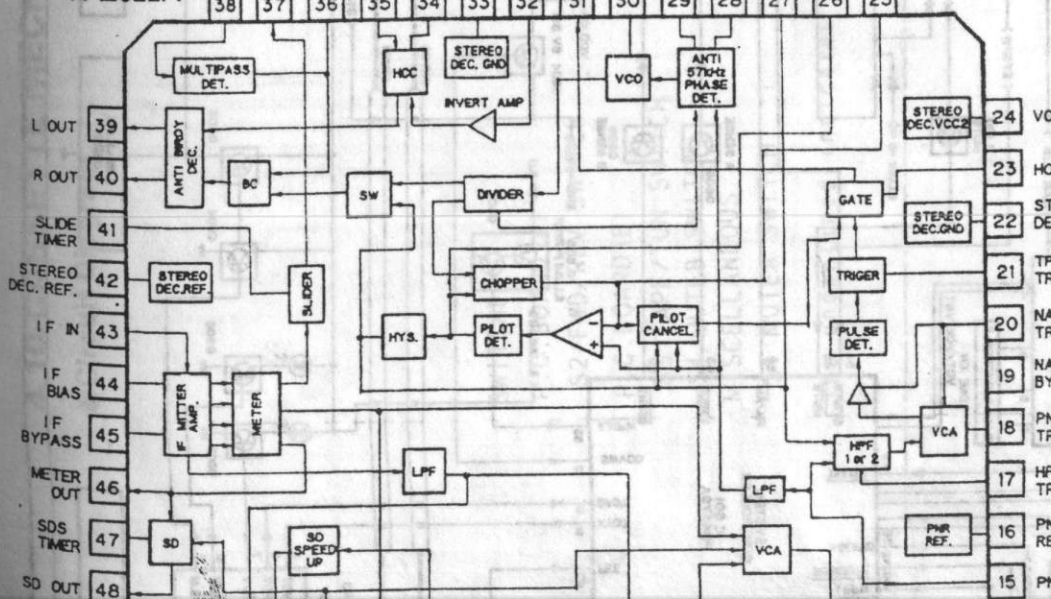 38 37 36 35 34 33 32 31 30 29 28 27 26 25
MULTIPASS
DET.
HCC
STEREO
DEC. GND
INVERT AMP
VCO
ANTI
57kHz
PHASE
DET.
STEREO
DEC.VCC2
24
L OUT 39
R OUT 40
ANTI BIRDY
DEC.
BC
SW
DIVIDER
GATE
23
SLIDE
TIMER
41
STEREO
DEC.GND
22
STEREO
DEC. REF.
42
STEREO
DEC.REF.
SLIDER
CHOPPER
TRIGER
21
IF IN 43
HYS.
PILOT
DET.
-
+
PILOT
CANCEL
PULSE
DET.
20
IF
BIAS
44
IF
BYPASS
45
IF MITTER
AMP.
METER
19
VCA
18
HPF
1 or 2
METER
OUT
46
LPF
LPF
17
SDS
TIMER
47
SD
SD
SPEED
UP
VCA
PNR
REF.
16
SD OUT 48
15